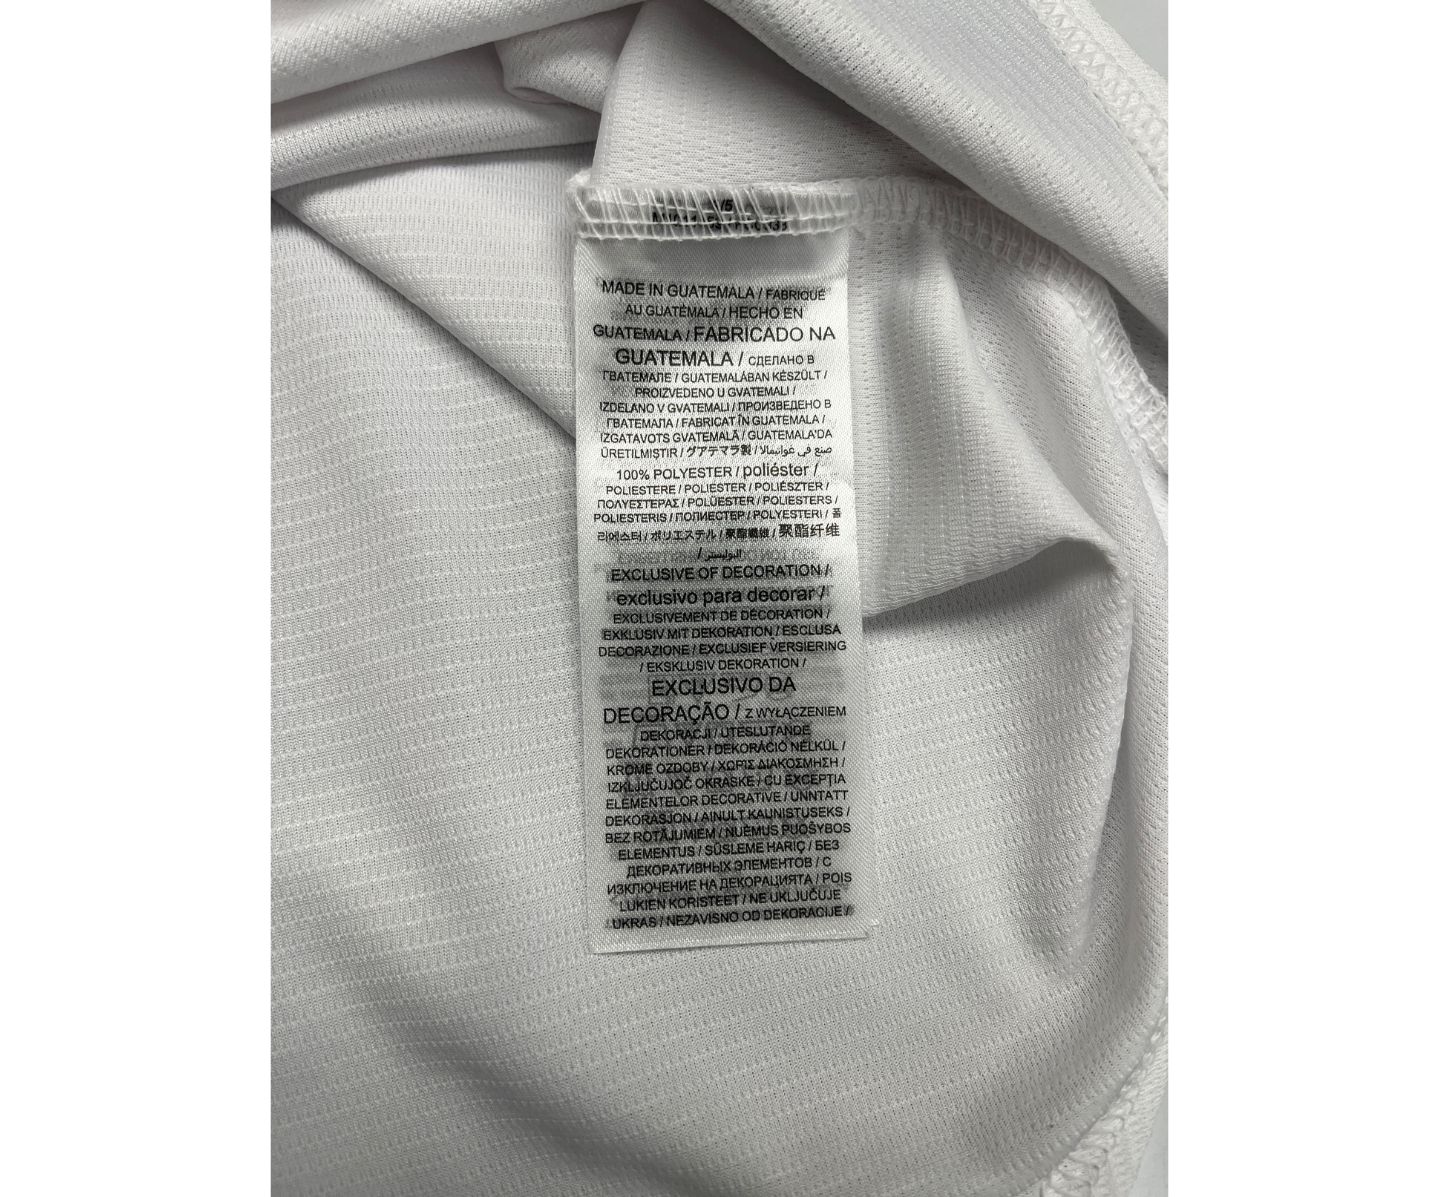 MADE IN GUATEMALA / FABRIQUÉ
AU GUATÉMALA / HECHO EN
GUATEMALA / FABRICADO NA
GUATEMALA / СДЕЛАНО В
ГВАТЕМАЛЕ / GUATEMALÁBAN KÉSZÜLT /
PROIZVEDENO U GVATEMALI /
IZDELANO V GVATEMALI / ПРОИЗВЕДЕНО В
ГВАТЕМАЛА / FABRICAT ÎN GUATEMALA /
IZGATAVOTS GVATEMALĀ / GUATEMALA'DA
ÜRETILMIŞTIR / グアテマラ製 / صنع في غواتيمالا
100% POLYESTER / poliéster /
POLIESTERE / POLIESTER / POLIÉSZTER /
ΠΟΛΥΕΣΤΕΡΑΣ / POLÜESTER / POLIESTERS /
POLIESTERIS / ПОЛИЕСТЕР / POLYESTERI / 폴
리에스터 / ポリエステル / 聚酯纖維 / 聚酯纤维
/ البوليستر
EXCLUSIVE OF DECORATION /
exclusivo para decorar /
EXCLUSIVEMENT DE DÉCORATION /
EXKLUSIV MIT DEKORATION / ESCLUSA
DECORAZIONE / EXCLUSIEF VERSIERING
/ EKSKLUSIV DEKORATION /
EXCLUSIVO DA
DECORAÇÃO / Z WYŁĄCZENIEM
DEKORACJI / UTESLUTANDE
DEKORATIONER / DEKORÁCIÓ NÉLKÜL /
KROMĚ OZDOBY / ΧΩΡΙΣ ΔΙΑΚΟΣΜΗΣΗ /
IZKLJUČUJOČ OKRASKE / CU EXCEPȚIA
ELEMENTELOR DECORATIVE / UNNTATT
DEKORASJON / AINULT KAUNISTUSEKS /
BEZ ROTĀJUMIEM / NUĖMUS PUOŠYBOS
ELEMENTUS / SÜSLEME HARIÇ / БЕЗ
ДЕКОРАТИВНЫХ ЭЛЕМЕНТОВ / С
ИЗКЛЮЧЕНИЕ НА ДЕКОРАЦИЯТА / POIS
LUKIEN KORISTEET / NE UKLJUČUJE
UKRAS / NEZAVISNO OD DEKORACIJE /